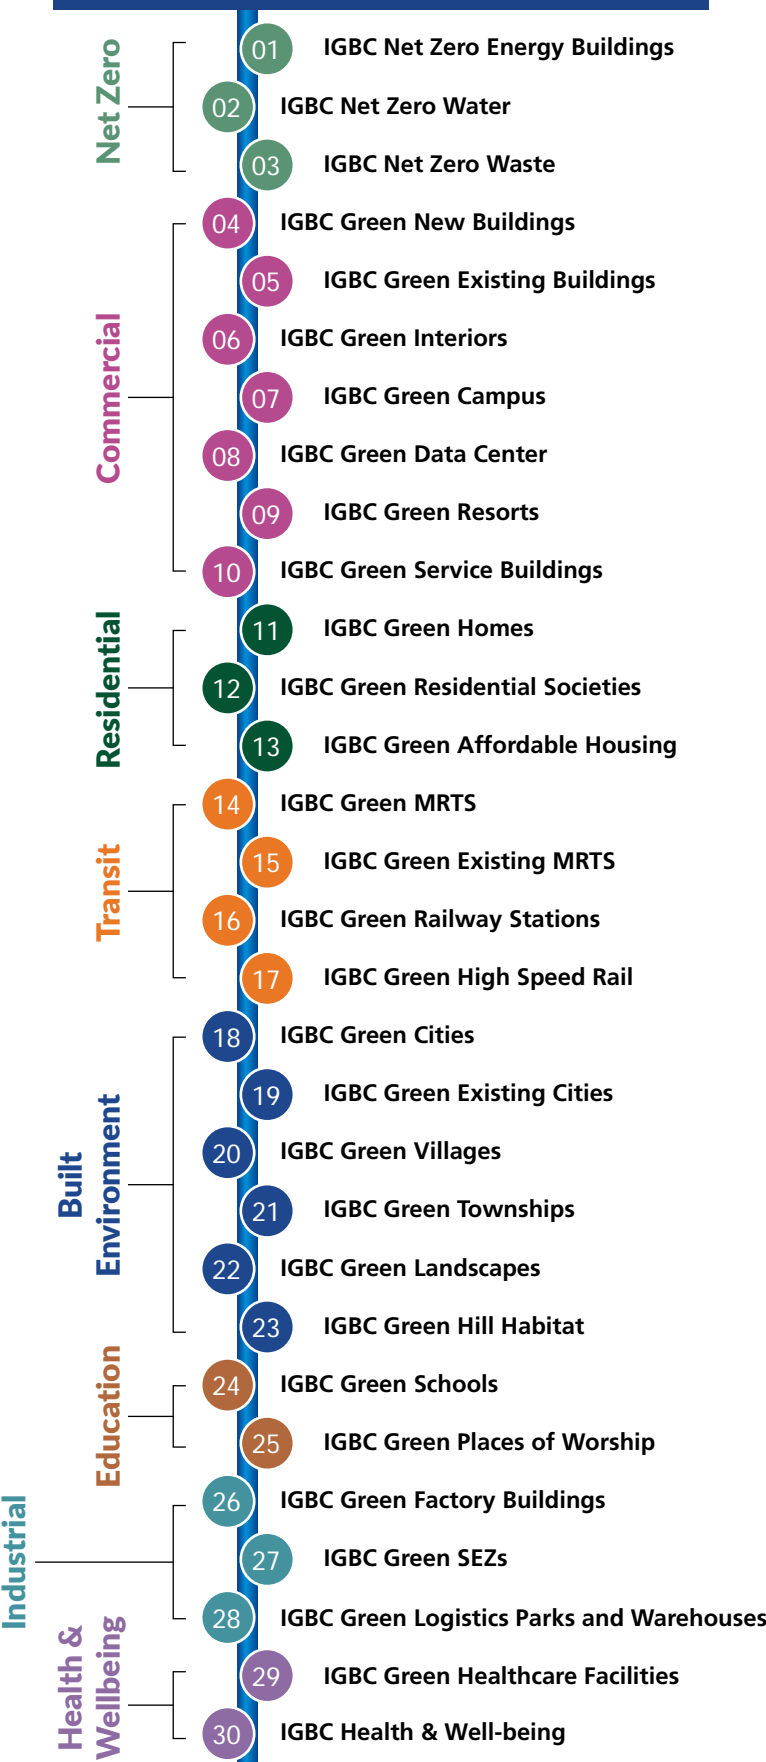 Net Zero
01 IGBC Net Zero Energy Buildings
02 IGBC Net Zero Water
03 IGBC Net Zero Waste
Commercial
04 IGBC Green New Buildings
05 IGBC Green Existing Buildings
06 IGBC Green Interiors
07 IGBC Green Campus
08 IGBC Green Data Center
09 IGBC Green Resorts
10 IGBC Green Service Buildings
Residential
11 IGBC Green Homes
12 IGBC Green Residential Societies
13 IGBC Green Affordable Housing
Transit
14 IGBC Green MRTS
15 IGBC Green Existing MRTS
16 IGBC Green Railway Stations
17 IGBC Green High Speed Rail
Built
Environment
18 IGBC Green Cities
19 IGBC Green Existing Cities
20 IGBC Green Villages
21 IGBC Green Townships
22 IGBC Green Landscapes
23 IGBC Green Hill Habitat
Education
24 IGBC Green Schools
25 IGBC Green Places of Worship
Industrial
26 IGBC Green Factory Buildings
27 IGBC Green SEZs
28 IGBC Green Logistics Parks and Warehouses
Health &
Wellbeing
29 IGBC Green Healthcare Facilities
30 IGBC Health & Well-being